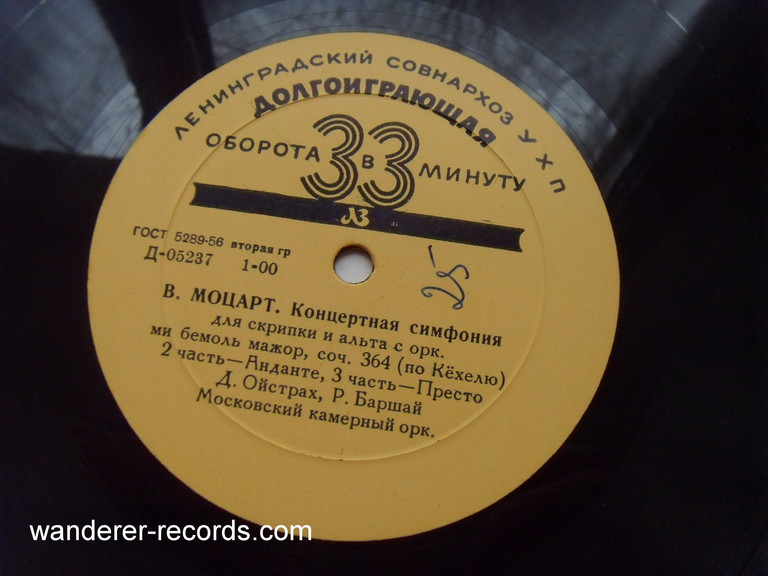 ЛЕНИНГРАДСКИЙ СОВНАРХОЗ УХП
ДОЛГОИГРАЮЩАЯ
ОБОРОТА 33 В МИНУТУ
ЛЗ
ГОСТ 5289-56 вторая гр
Д-05237 1-00
В. МОЦАРТ. Концертная симфония
для скрипки и альта с орк.
ми бемоль мажор, соч. 364 (по Кёхелю)
2 часть—Анданте, 3 часть—Престо
Д. Ойстрах, Р. Баршай
Московский камерный орк.
wanderer-records.com